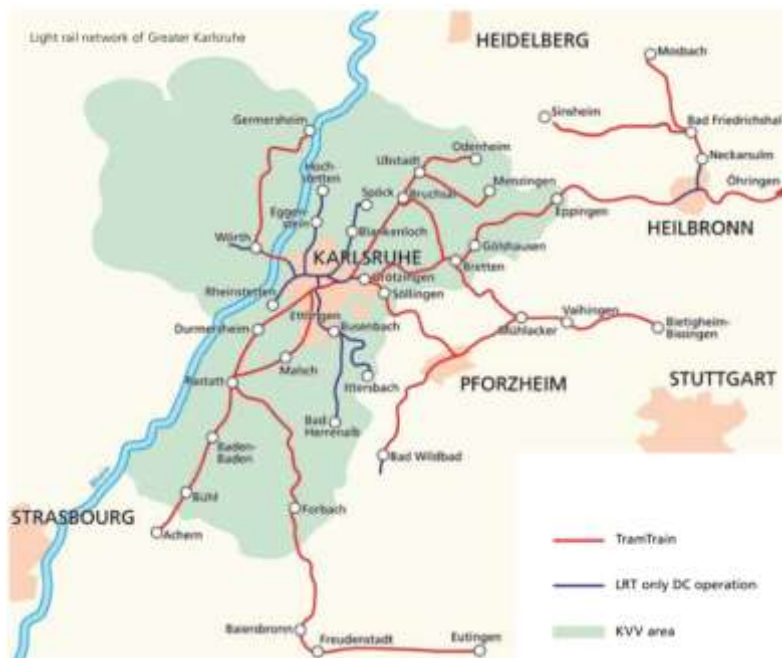 Light rail network of Greater Karlsruhe
HEIDELBERG
Mosbach
Germersheim
Sinsheim
Bad Friedrichshall
Hoch-
stetten
Odenheim
Ubstadt
Neckarsulm
Menzingen
Öhringen
Spöck
Bruchsal
Eggen-
stein
Eppingen
Blankenloch
HEILBRONN
Wörth
Gölshausen
KARLSRUHE
Bretten
Grötzingen
Rheinstetten
Söllingen
Ettlingen
Vaihingen
Durmersheim
Busenbach
Mühlacker
Bietigheim-
Bissingen
Malsch
Rastatt
Ittersbach
PFORZHEIM
STUTTGART
Bad
Herrenalb
Baden-
Baden
Bad Wildbad
Rhein
Bühl
Forbach
STRASBOURG
Achern
TramTrain
LRT only DC operation
Baiersbronn
KVV area
Freudenstadt
Eutingen